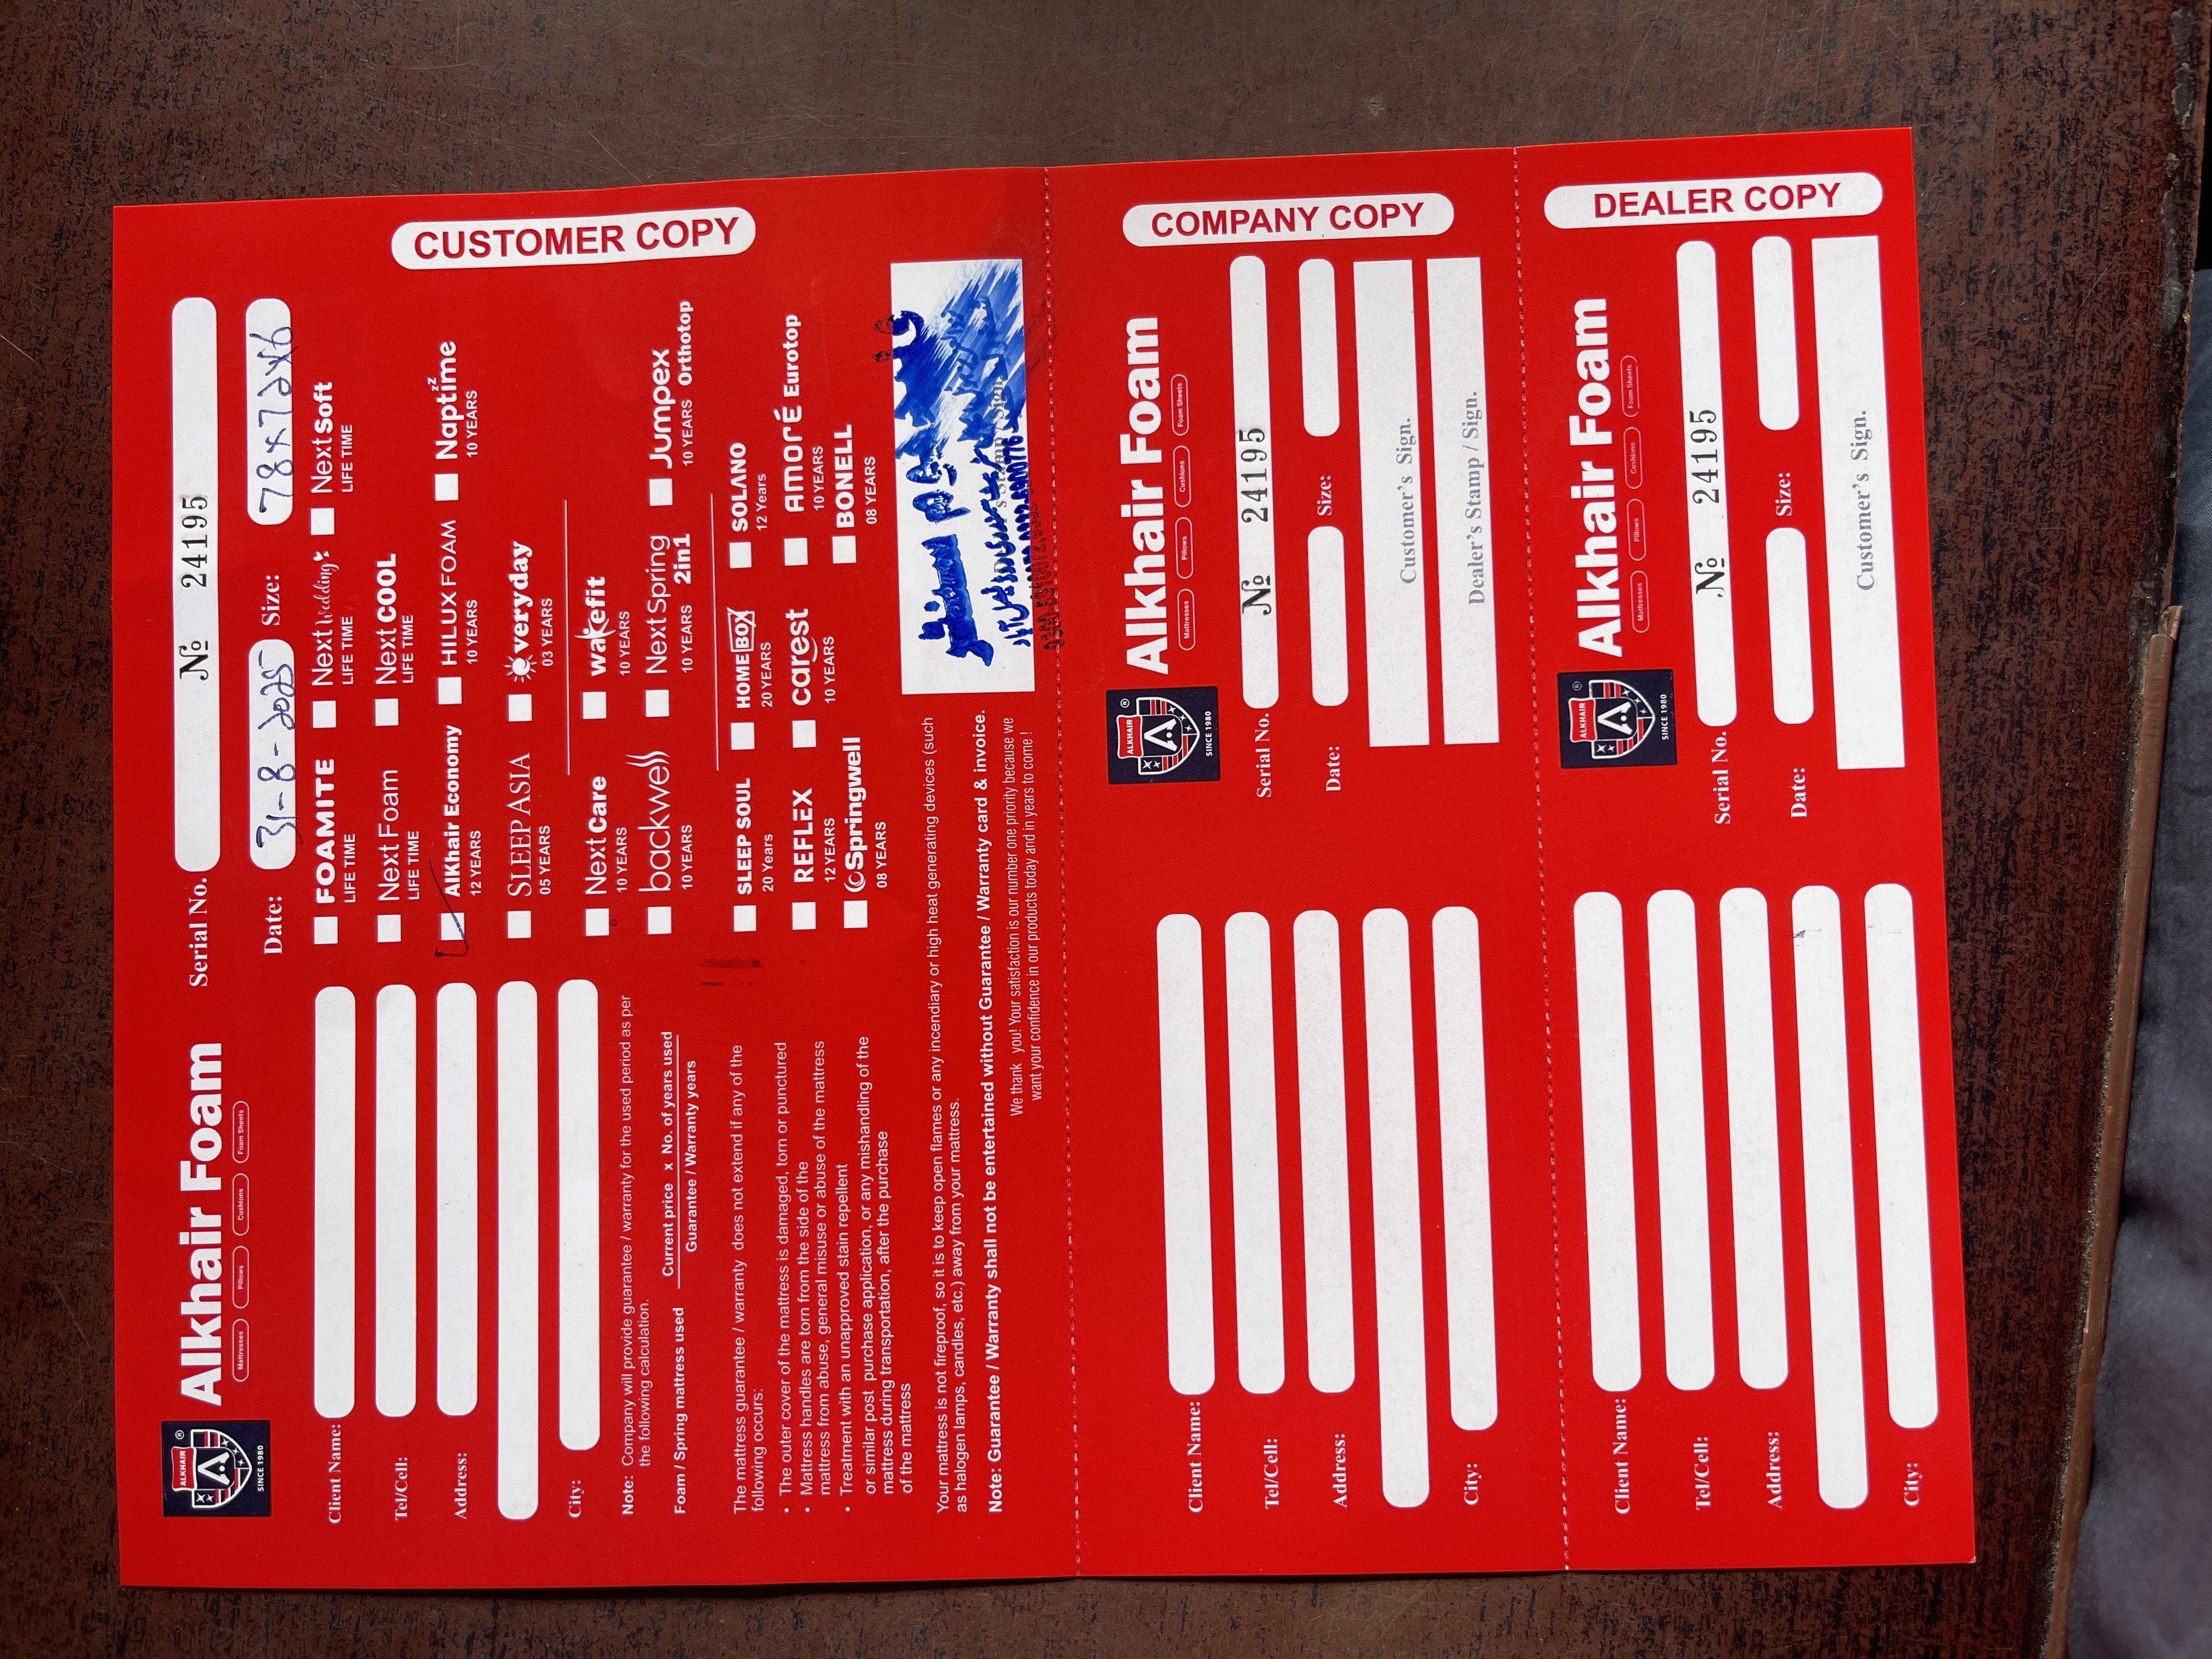 ALKHAIR
®
SINCE 1980
Alkhair Foam
Mattresses Pillows Cushions Foam Sheets
Serial No. № 24195
CUSTOMER COPY
Date: 31-8-2025 Size: 78x72x6
Client Name:
Tel/Cell:
Address:
City:
FOAMITE
LIFE TIME
Next Wedding
LIFE TIME
Next Soft
LIFE TIME
Next Foam
LIFE TIME
Next COOL
LIFE TIME
AlKhair Economy
12 YEARS
HILUX FOAM
10 YEARS
Naptime zz
10 YEARS
SLEEP ASIA
05 YEARS
everyday
03 YEARS
Next Care
10 YEARS
wakefit
10 YEARS
backwell
10 YEARS
Next Spring
10 YEARS 2in1
Jumpex
10 YEARS Orthotop
SLEEP SOUL
20 Years
HOME BOX
20 YEARS
SOLANO
12 Years
REFLEX
12 YEARS
carest
10 YEARS
AMORÉ Eurotop
10 YEARS
Springwell
08 YEARS
BONELL
08 YEARS
Note: Company will provide guarantee / warranty for the used period as per
the following calculation.
Foam / Spring mattress used Current price x No. of years used
Guarantee / Warranty years
The mattress guarantee / warranty does not extend if any of the
following occurs:
• The outer cover of the mattress is damaged, torn or punctured
• Mattress handles are torn from the side of the
mattress from abuse, general misuse or abuse of the mattress
• Treatment with an unapproved stain repellent
or similar post purchase application, or any mishandling of the
mattress during transportation, after the purchase
of the mattress
Your mattress is not fireproof, so it is to keep open flames or any incendiary or high heat generating devices (such
as halogen lamps, candles, etc.) away from your mattress.
Note: Guarantee / Warranty shall not be entertained without Guarantee / Warranty card & invoice.
We thank you! Your satisfaction is our number one priority because we
want your confidence in our products today and in years to come !
ALKHAIR
®
SINCE 1980
Alkhair Foam
Mattresses Pillows Cushions Foam Sheets
COMPANY COPY
Client Name:
Tel/Cell:
Address:
City:
Serial No. № 24195
Date: Size:
Customer's Sign.
Dealer's Stamp / Sign.
ALKHAIR
®
SINCE 1980
Alkhair Foam
Mattresses Pillows Cushions Foam Sheets
DEALER COPY
Client Name:
Tel/Cell:
Address:
City:
Serial No. № 24195
Date: Size:
Customer's Sign.